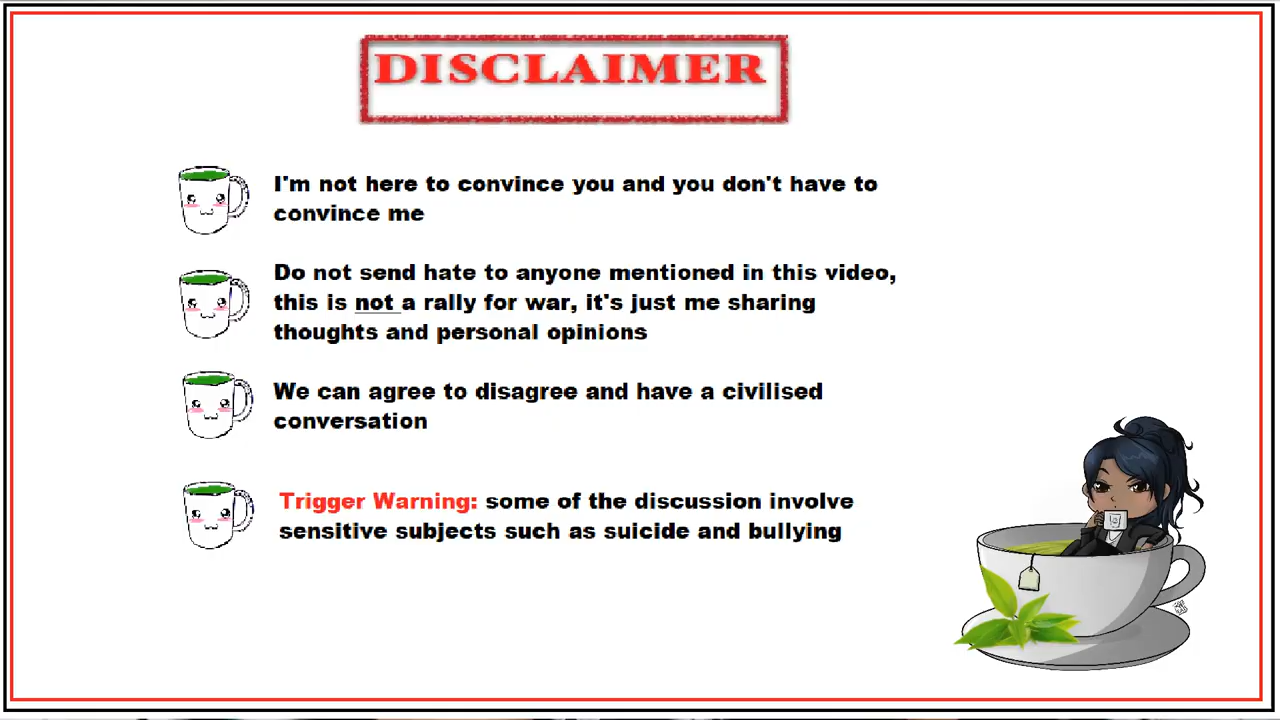 DISCLAIMER
I'm not here to convince you and you don't have to
convince me
Do not send hate to anyone mentioned in this video,
this is not a rally for war, it's just me sharing
thoughts and personal opinions
We can agree to disagree and have a civilised
conversation
Trigger Warning: some of the discussion involve
sensitive subjects such as suicide and bullying